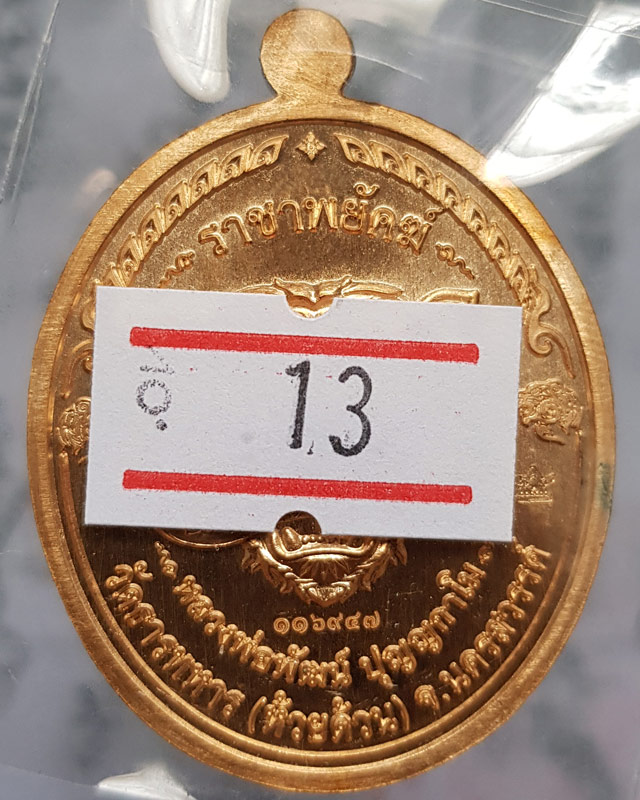 ราชาพยัคฆ์
13
๑๑๖๙๔๗
หลวงพ่อพัฒน์ ปุญญกาโม
วัดธารทหาร (ห้วยด้วน) จ.นครสวรรค์